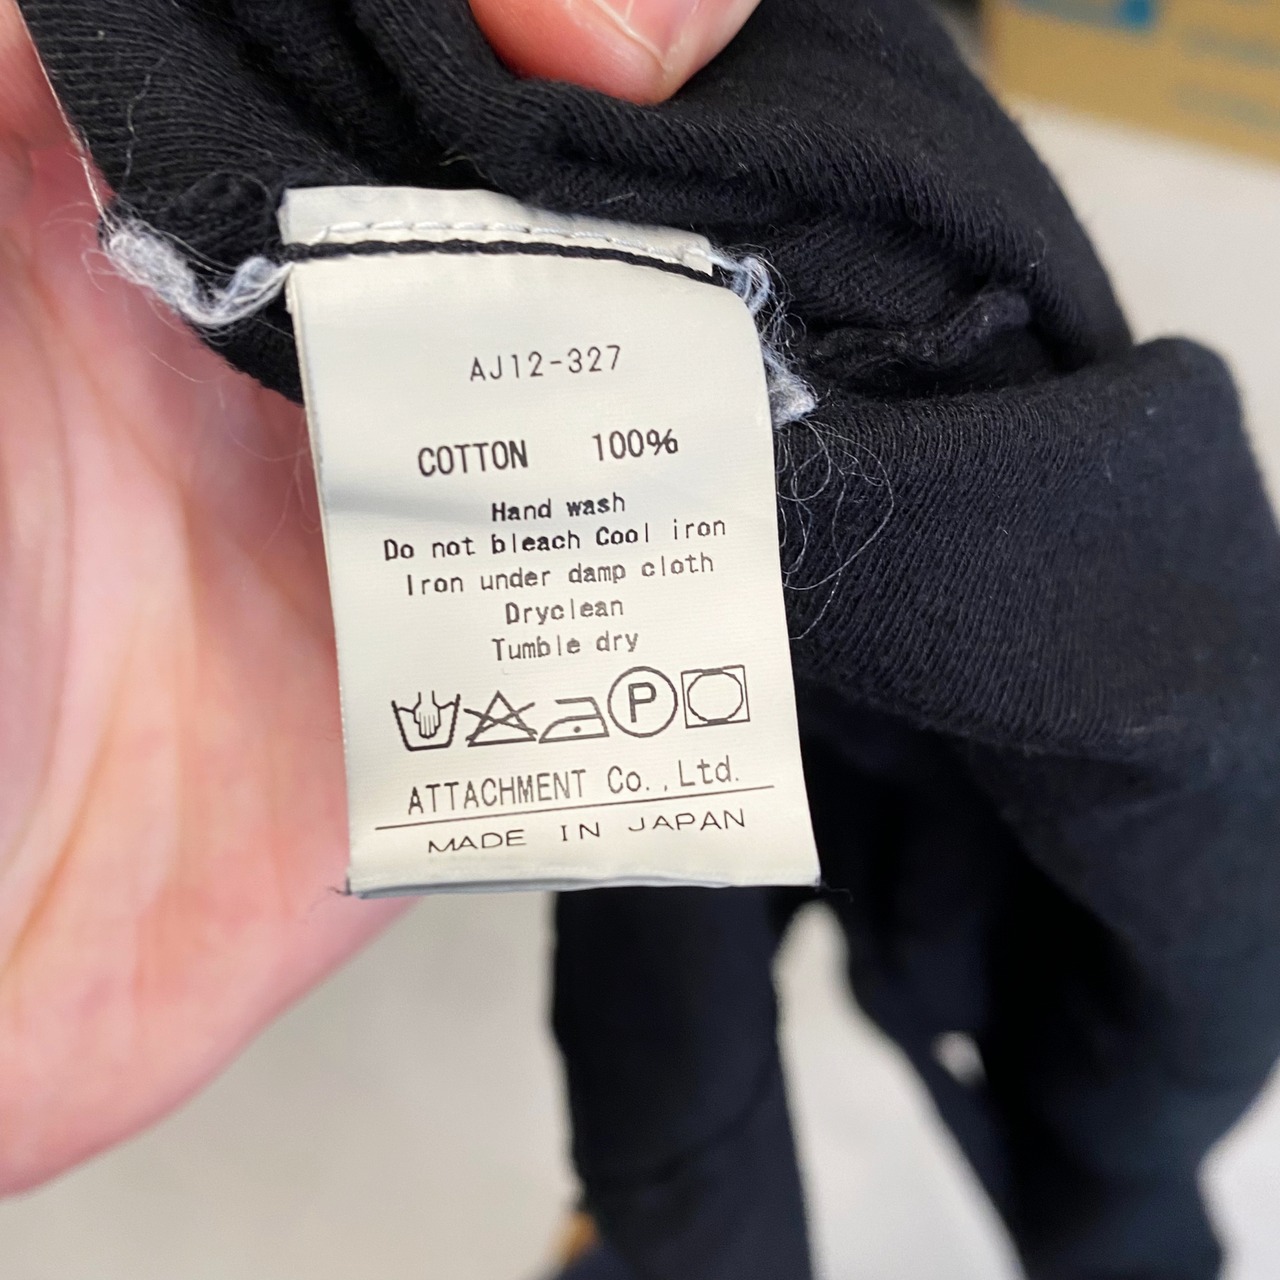 AJ12-327
COTTON 100%
Hand wash
Do not bleach Cool iron
Iron under damp cloth
Dryclean
Tumble dry
P
ATTACHMENT Co.,Ltd.
MADE IN JAPAN